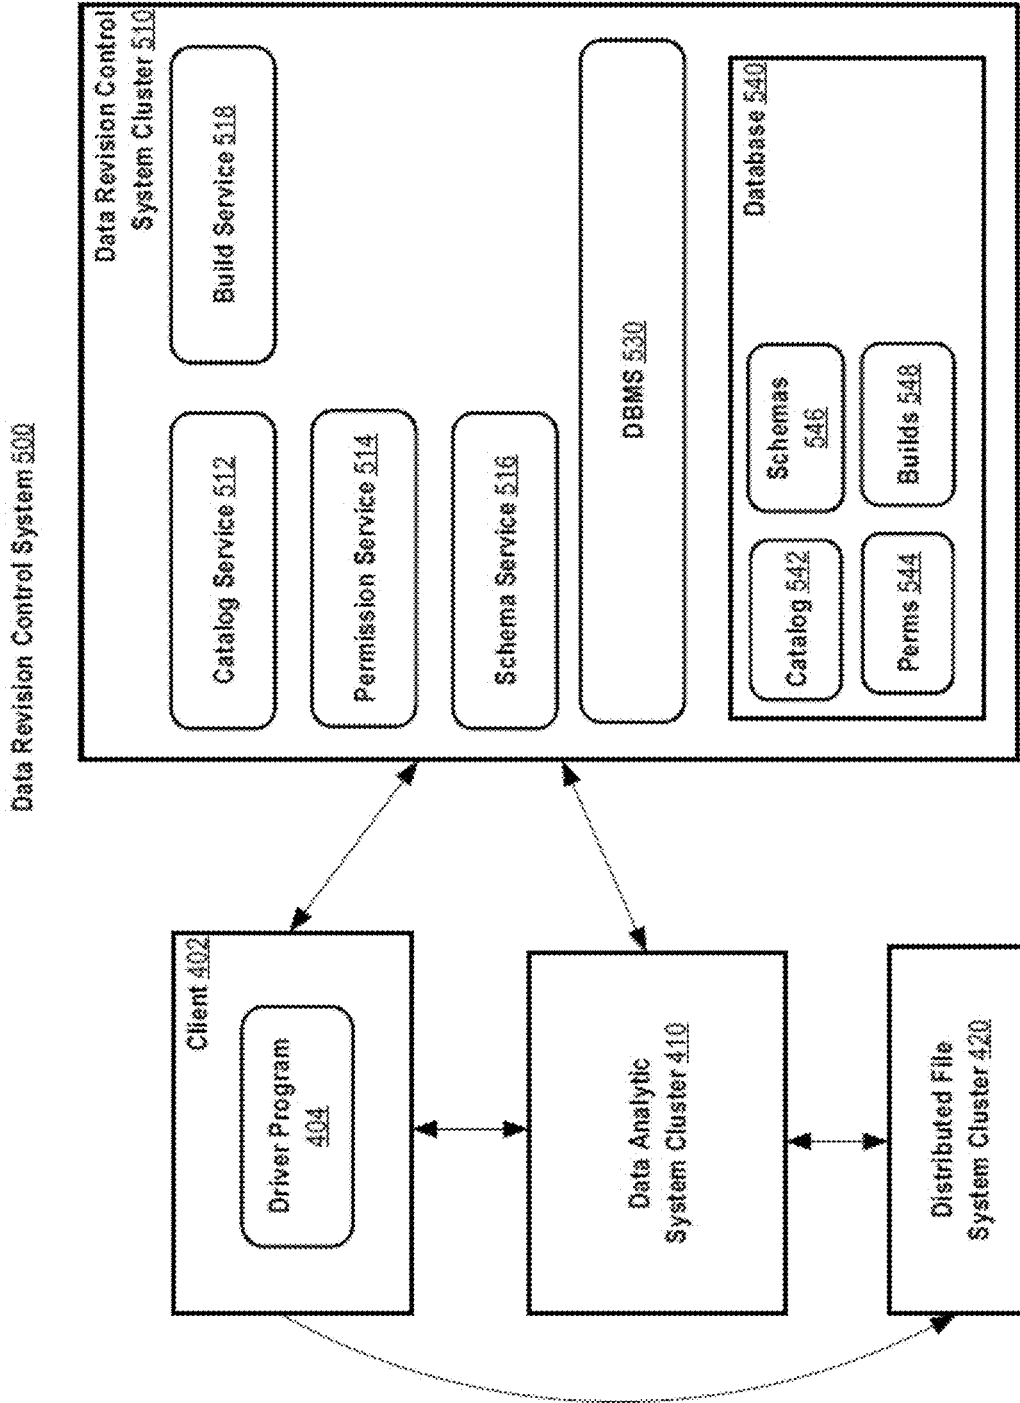 Data Revision Control System 500
Data Revision Control
System Cluster 510
Catalog Service 512
Build Service 518
Permission Service 514
Schema Service 516
DBMS 530
Database 540
Catalog 542
Schemas
546
Perms 544
Builds 548
Client 402
Driver Program
404
Data Analytic
System Cluster 410
Distributed File
System Cluster 420